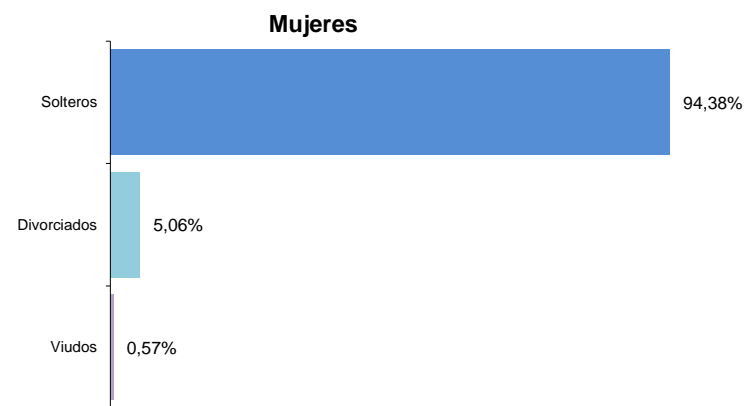 Mujeres
Solteros
94,38%
Divorciados
5,06%
Viudos
0,57%